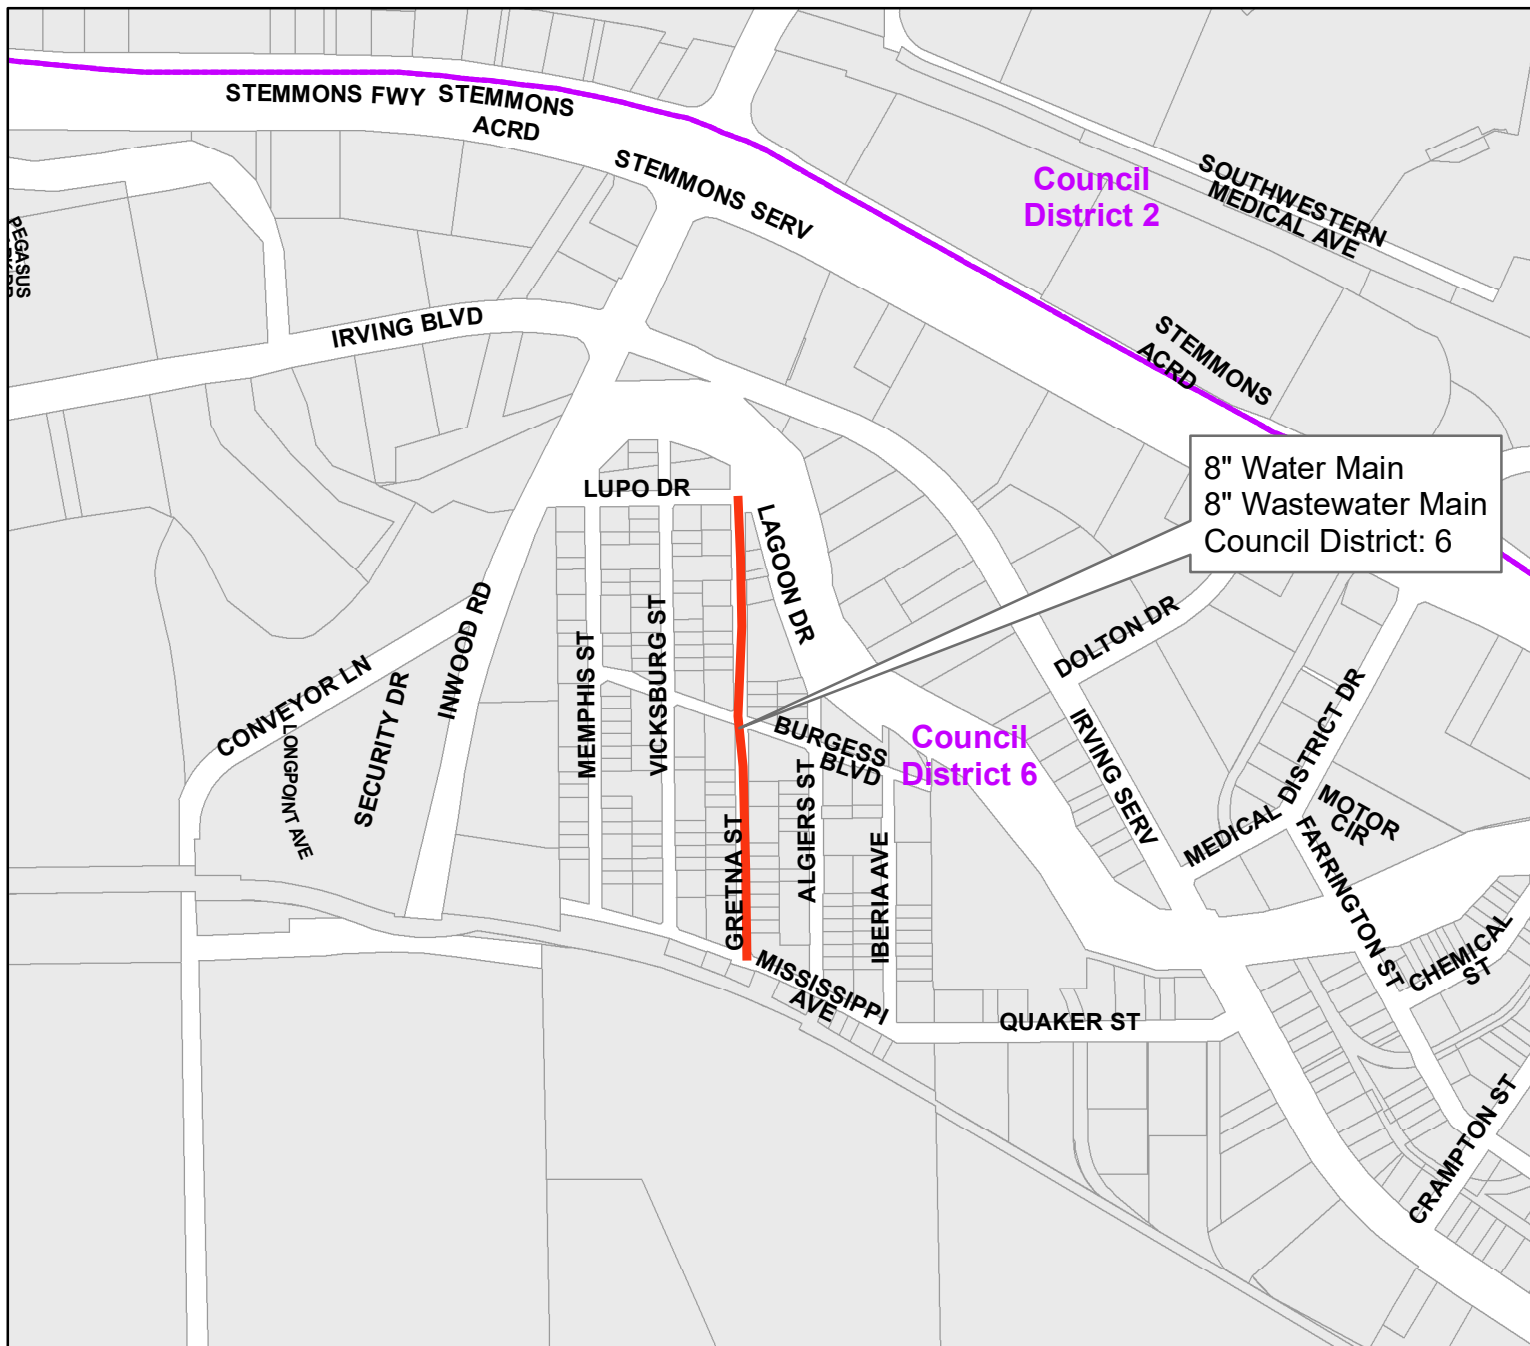 STEMMONS FWY
STEMMONS
ACRD
STEMMONS SERV
Council
District 2
SOUTHWESTERN
MEDICAL AVE
PEGASUS
IRVING BLVD
STEMMONS
ACRD
8" Water Main
8" Wastewater Main
Council District: 6
LUPO DR
LAGOON DR
INWOOD RD
CONVEYOR LN
LONGPOINT AVE
SECURITY DR
MEMPHIS ST
VICKSBURG ST
GRETNA ST
BURGESS
BLVD
ALGIERS ST
IBERIA AVE
Council
District 6
DOLTON DR
IRVING SERV
MEDICAL DISTRICT DR
MOTOR
CIR
FARRINGTON ST
CHEMICAL
ST
MISSISSIPPI
AVE
QUAKER ST
CRAMPTON ST